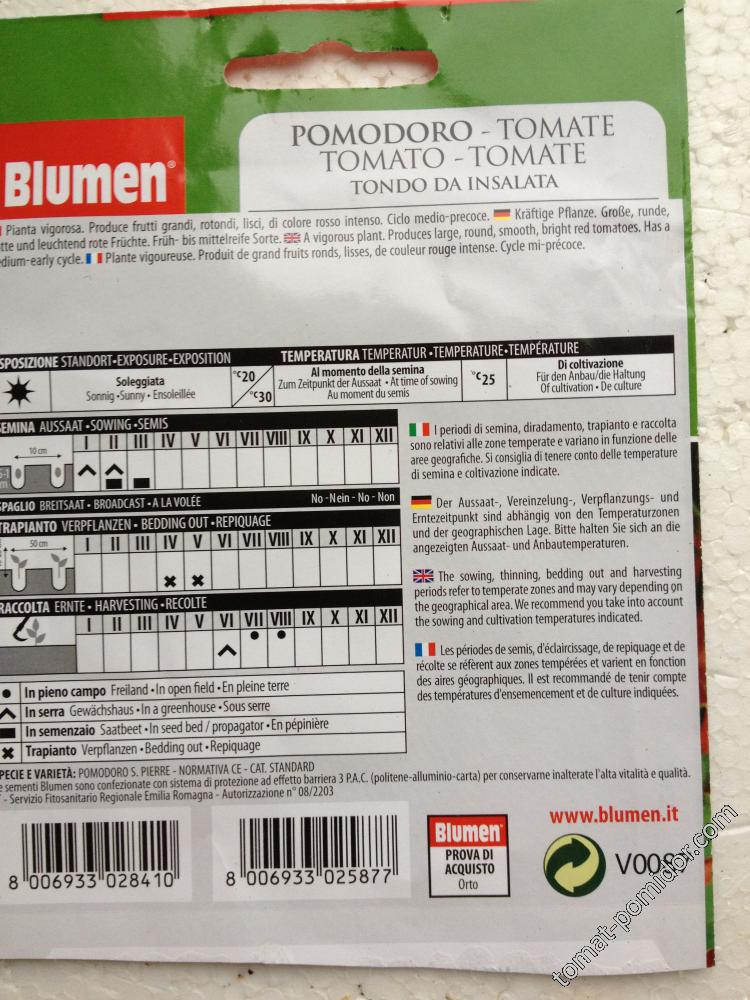 POMODORO - TOMATE
TOMATO - TOMATE
TONDO DA INSALATA
Blumen®
Pianta vigorosa. Produce frutti grandi, rotondi, lisci, di colore rosso intenso. Ciclo medio-precoce. Kräftige Pflanze. Große, runde,
und leuchtend rote Früchte. Früh- bis mittelreife Sorte. A vigorous plant. Produces large, round, smooth, bright red tomatoes. Has a
cycle. Plante vigoureuse. Produit de grand fruits ronds, lisses, de couleur rouge intense. Cycle mi-précoce.
SPOSIZIONE STANDORT•EXPOSURE•EXPOSITION
Soleggiata
Sonnig•Sunny•Ensoleillée
TEMPERATURA TEMPERATUR•TEMPERATURE•TEMPÉRATURE
°C20
°C30
Al momento della semina
Zum Zeitpunkt der Aussaat • At time of sowing
Au moment du semis
°C25
Di coltivazione
Für den Anbau/die Haltung
Of cultivation • De culture
SEMINA AUSSAAT•SOWING•SEMIS
10 cm
I II III IV V VI VII VIII IX X XI XII
SPAGLIO BREITSAAT•BROADCAST•A LA VOLÉE
No -Nein - No - Non
TRAPIANTO VERPFLANZEN • BEDDING OUT•REPIQUAGE
50 cm
I II III IV V VI VII VIII IX X XI XII
RACCOLTA ERNTE•HARVESTING•RÉCOLTE
I II III IV V VI VII VIII IX X XI XII
In pieno campo Freiland•In open field•En pleine terre
In serra Gewächshaus•In a greenhouse•Sous serre
In semenzaio Saatbeet•In seed bed / propagator•En pépinière
Trapianto Verpflanzen•Bedding out•Repiquage
I periodi di semina, diradamento, trapianto e raccolta
sono relativi alle zone temperate e variano in funzione delle
aree geografiche. Si consiglia di tenere conto delle temperature
di semina e coltivazione indicate.
Der Aussaat-, Vereinzelung-, Verpflanzungs- und
Erntezeitpunkt sind abhängig von den Temperaturzonen
und der geographischen Lage. Bitte halten Sie sich an die
angezeigten Aussaat- und Anbautemperaturen.
The sowing, thinning, bedding out and harvesting
periods refer to temperate zones and may vary depending on
the geographical area. We recommend you take into account
the sowing and cultivation temperatures indicated.
Les périodes de semis, d'éclaircissage, de repiquage et de
récolte se réfèrent aux zones tempérées et varient en fonction
des aires géographiques. Il est recommandé de tenir compte
des températures d'ensemencement et de culture indiquées.
SPECIE E VARIETÀ: POMODORO S. PIERRE - NORMATIVA CE - CAT. STANDARD
sementi Blumen sono confezionate con sistema di protezione ad effetto barriera 3 P.A.C. (politene-alluminio-carta) per conservarne inalterate l'alta vitalità e qualità.
- Servizio Fitosanitario Regionale Emilia Romagna - Autorizzazione n° 08/2203
8 006933 028410
8 006933 025877
Blumen®
PROVA DI
ACQUISTO
Orto
www.blumen.it
tomat-pomidor.com